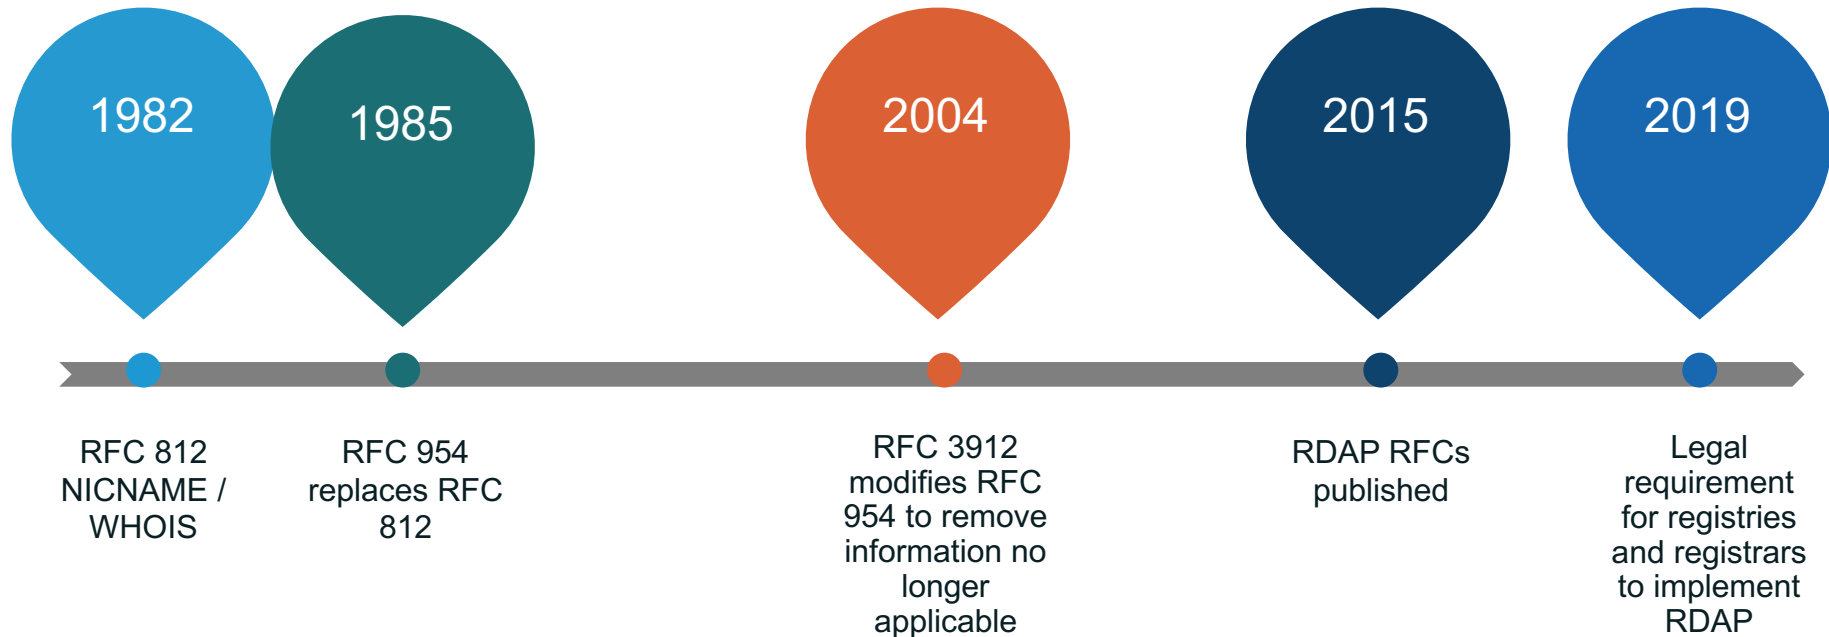 1982
1985
2004
2015
2019
RFC 812
NICNAME /
WHOIS
RFC 954
replaces RFC
812
RFC 3912
modifies RFC
954 to remove
information no
longer
applicable
RDAP RFCs
published
Legal
requirement
for registries
and registrars
to implement
RDAP